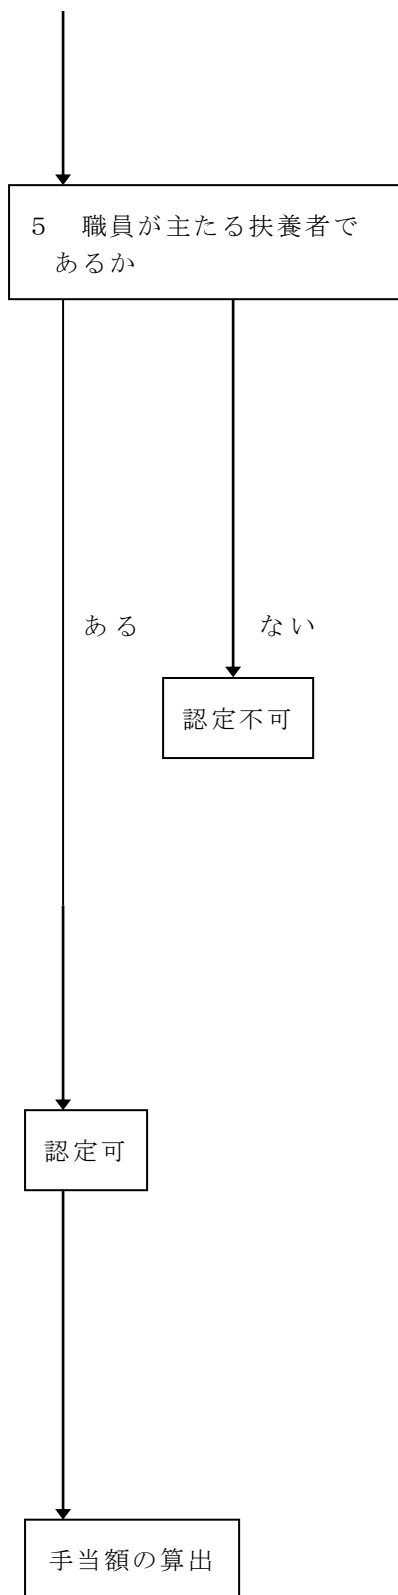 ５　職員が主たる扶養者で
あるか
ある
ない
認定不可
認定可
手当額の算出